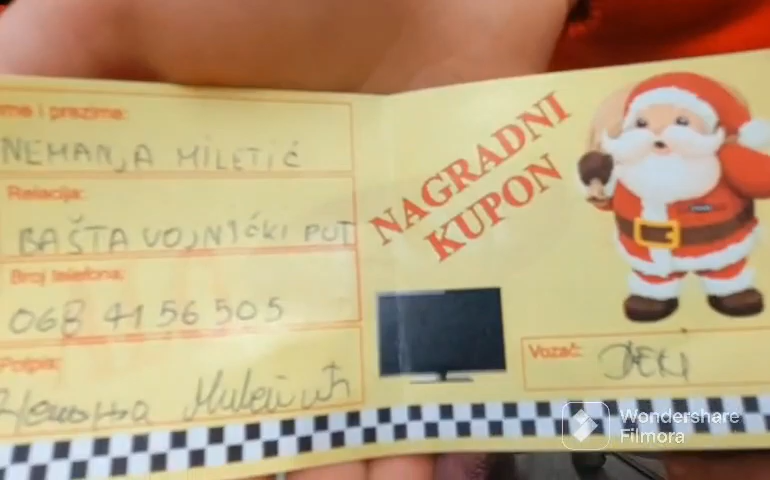 me i prezime:
NEMANJA MILETIĆ
Relacija:
BAŠTA VOJNIČKI PUT
Broj telefona:
068 41 56 505
Potpis:
Немања Милетић
NAGRADNI
KUPON
Vozač: DEKI
Wondershare
Filmora